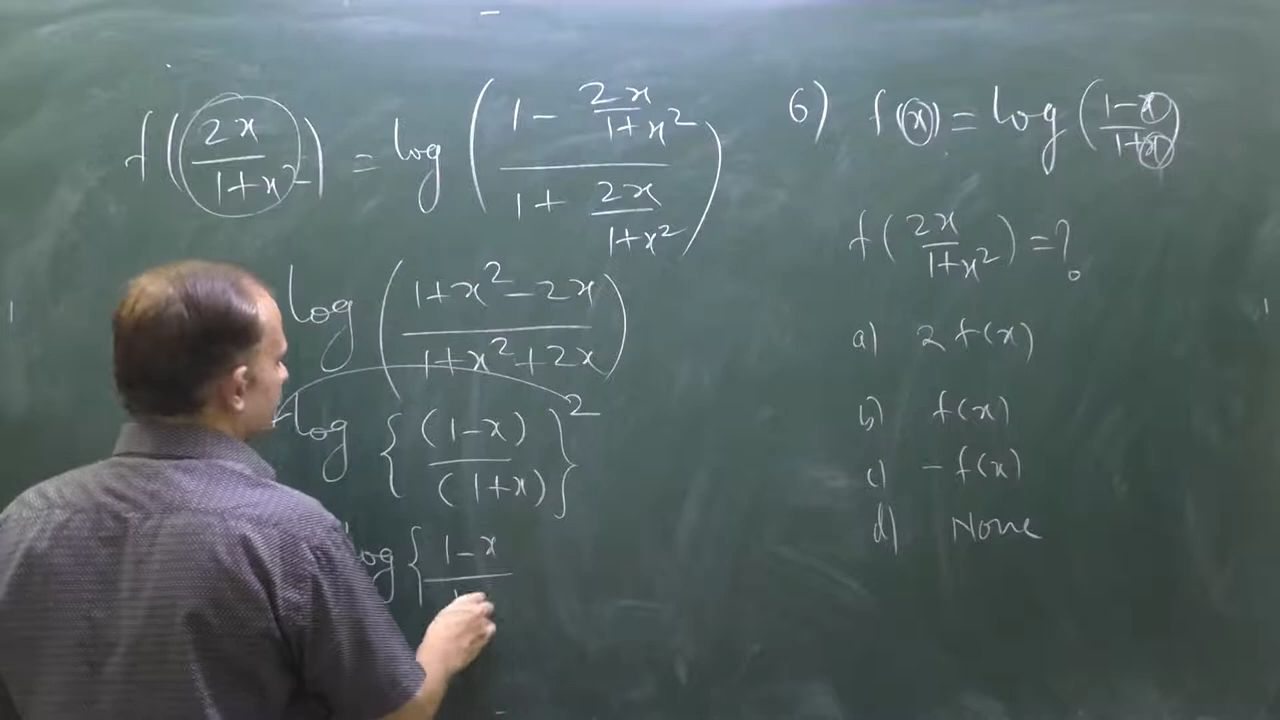 f((2x/(1+x²))) = log((1 - 2x/(1+x²))/(1 + 2x/(1+x²)))
log((1+x²-2x)/(1+x²+2x))
log{(1-x)/(1+x)}²
log{(1-x)/
6) f(x) = log((1-x)/(1+x))
f(2x/(1+x²)) = ?
a) 2 f(x)
b) f(x)
c) - f(x)
d) None